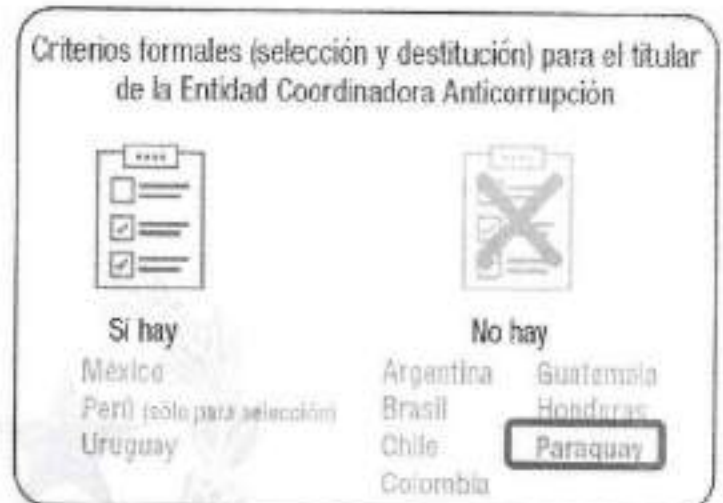 Criterios formales (selección y destitución) para el titular
de la Entidad Coordinadora Anticorrupción
Sí hay
México
Perú (sólo para selección)
Uruguay
No hay
Argentina
Brasil
Chile
Colombia
Guatemala
Honduras
Paraguay